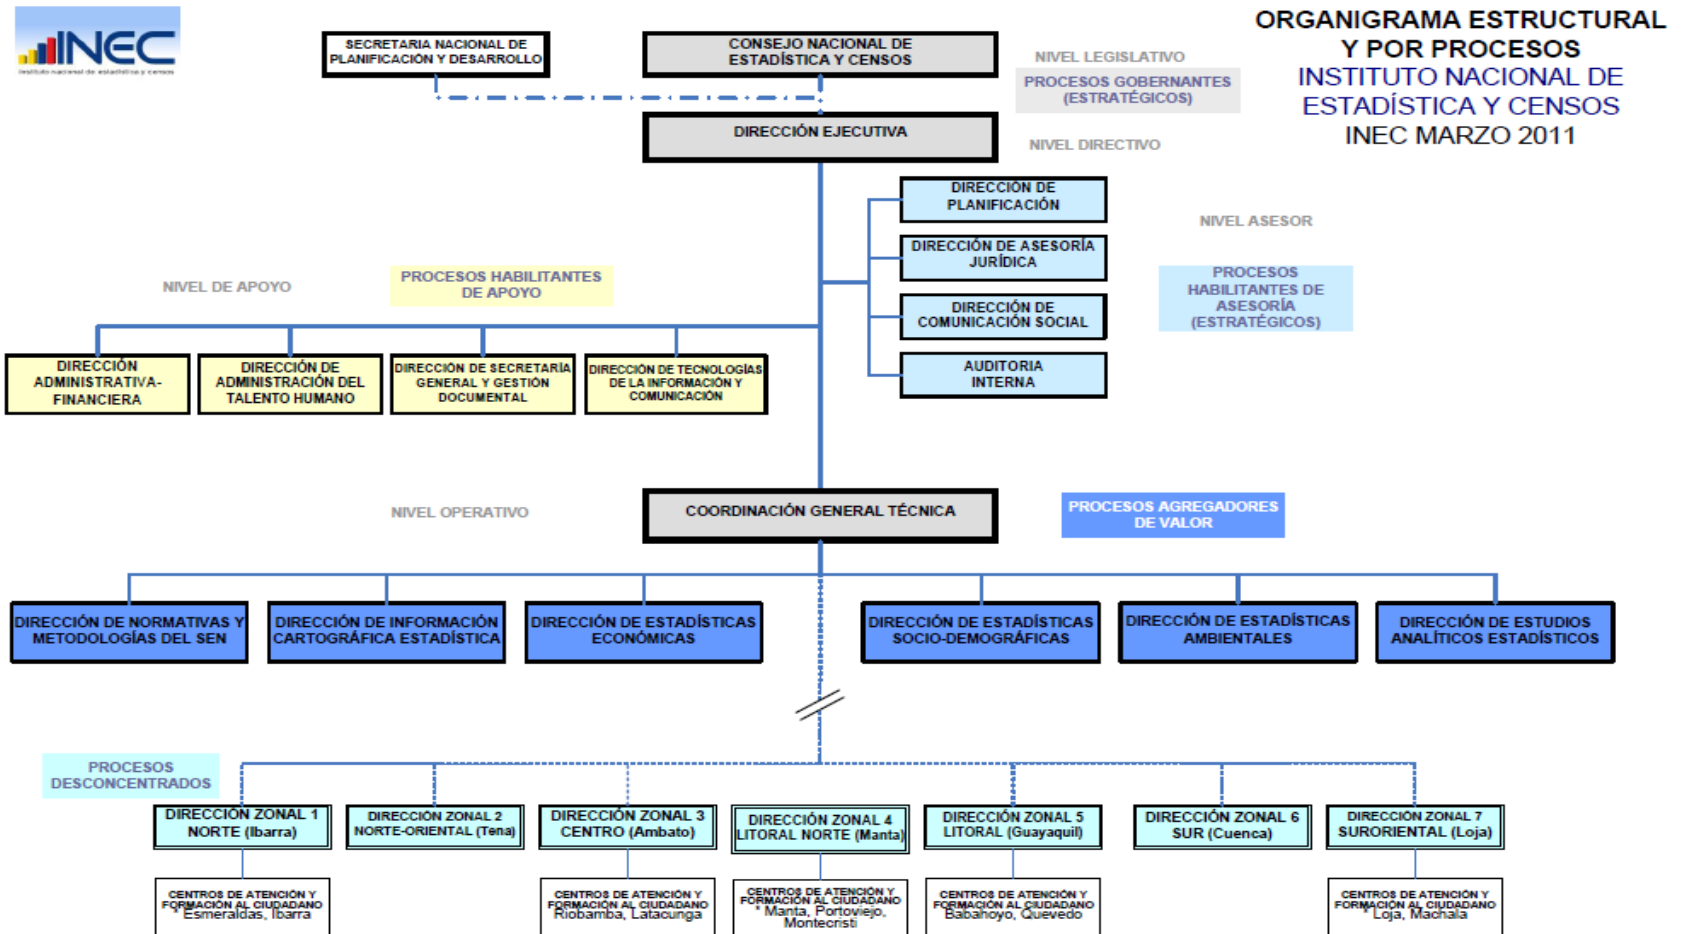 INEC
instituto nacional de estadística y censos
ORGANIGRAMA ESTRUCTURAL
Y POR PROCESOS
INSTITUTO NACIONAL DE
ESTADÍSTICA Y CENSOS
INEC MARZO 2011
SECRETARIA NACIONAL DE
PLANIFICACIÓN Y DESARROLLO
CONSEJO NACIONAL DE
ESTADÍSTICA Y CENSOS
NIVEL LEGISLATIVO
PROCESOS GOBERNANTES
(ESTRATÉGICOS)
DIRECCIÓN EJECUTIVA
NIVEL DIRECTIVO
DIRECCIÓN DE
PLANIFICACIÓN
NIVEL ASESOR
DIRECCIÓN DE ASESORÍA
JURÍDICA
PROCESOS
HABILITANTES DE
ASESORÍA
(ESTRATÉGICOS)
DIRECCIÓN DE
COMUNICACIÓN SOCIAL
AUDITORIA
INTERNA
NIVEL DE APOYO
PROCESOS HABILITANTES
DE APOYO
DIRECCIÓN
ADMINISTRATIVA-
FINANCIERA
DIRECCIÓN DE
ADMINISTRACIÓN DEL
TALENTO HUMANO
DIRECCIÓN DE SECRETARÍA
GENERAL Y GESTIÓN
DOCUMENTAL
DIRECCIÓN DE TECNOLOGÍAS
DE LA INFORMACIÓN Y
COMUNICACIÓN
NIVEL OPERATIVO
COORDINACIÓN GENERAL TÉCNICA
PROCESOS AGREGADORES
DE VALOR
DIRECCIÓN DE NORMATIVAS Y
METODOLOGÍAS DEL SEN
DIRECCIÓN DE INFORMACIÓN
CARTOGRÁFICA ESTADÍSTICA
DIRECCIÓN DE ESTADÍSTICAS
ECONÓMICAS
DIRECCIÓN DE ESTADÍSTICAS
SOCIO-DEMOGRÁFICAS
DIRECCIÓN DE ESTADÍSTICAS
AMBIENTALES
DIRECCIÓN DE ESTUDIOS
ANALÍTICOS ESTADÍSTICOS
PROCESOS
DESCONCENTRADOS
DIRECCIÓN ZONAL 1
NORTE (Ibarra)
DIRECCIÓN ZONAL 2
NORTE-ORIENTAL (Tena)
DIRECCIÓN ZONAL 3
CENTRO (Ambato)
DIRECCIÓN ZONAL 4
LITORAL NORTE (Manta)
DIRECCIÓN ZONAL 5
LITORAL (Guayaquil)
DIRECCIÓN ZONAL 6
SUR (Cuenca)
DIRECCIÓN ZONAL 7
SURORIENTAL (Loja)
CENTROS DE ATENCIÓN Y
FORMACIÓN AL CIUDADANO
* Esmeraldas, Ibarra
CENTROS DE ATENCIÓN Y
FORMACIÓN AL CIUDADANO
Riobamba, Latacunga
CENTROS DE ATENCIÓN Y
FORMACIÓN AL CIUDADANO
* Manta, Portoviejo,
Montecristi
CENTROS DE ATENCIÓN Y
FORMACIÓN AL CIUDADANO
Babahoyo, Quevedo
CENTROS DE ATENCIÓN Y
FORMACIÓN AL CIUDADANO
* Loja, Machala